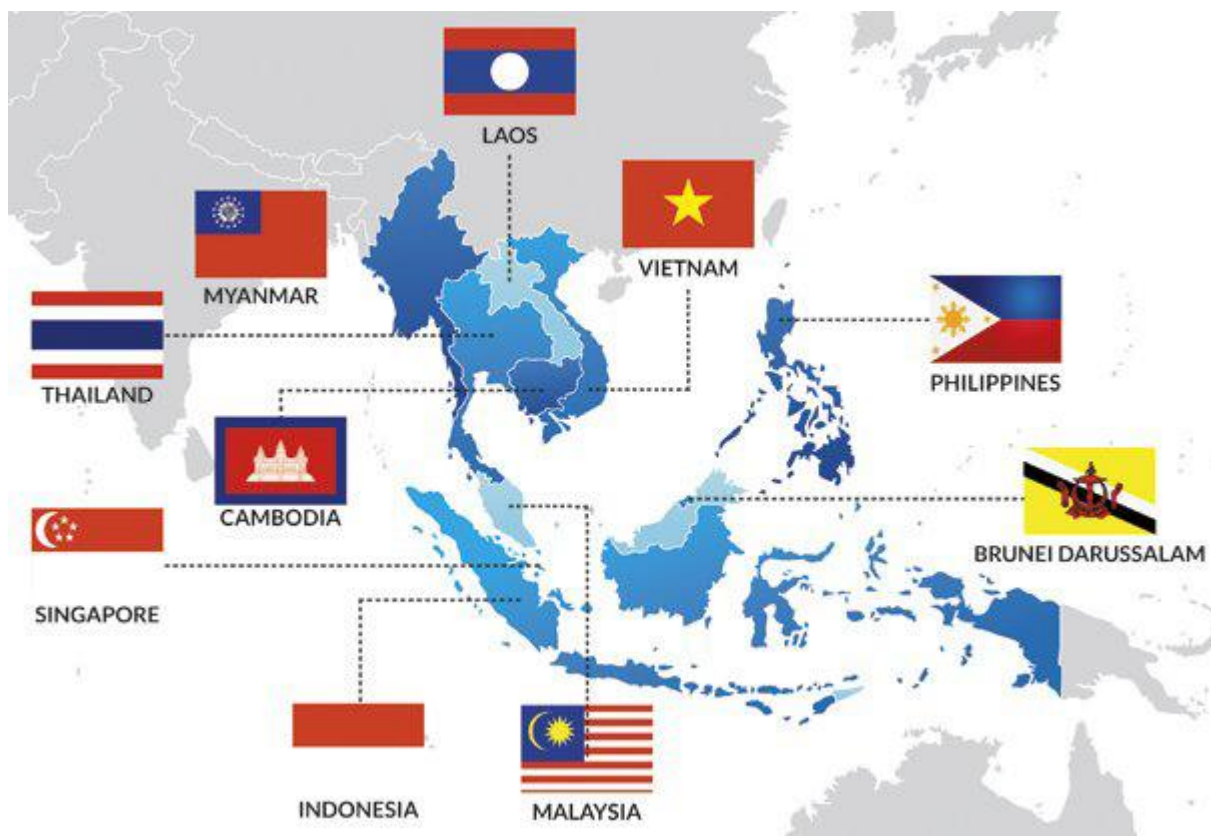 LAOS
VIETNAM
MYANMAR
THAILAND
PHILIPPINES
CAMBODIA
BRUNEI DARUSSALAM
SINGAPORE
INDONESIA
MALAYSIA